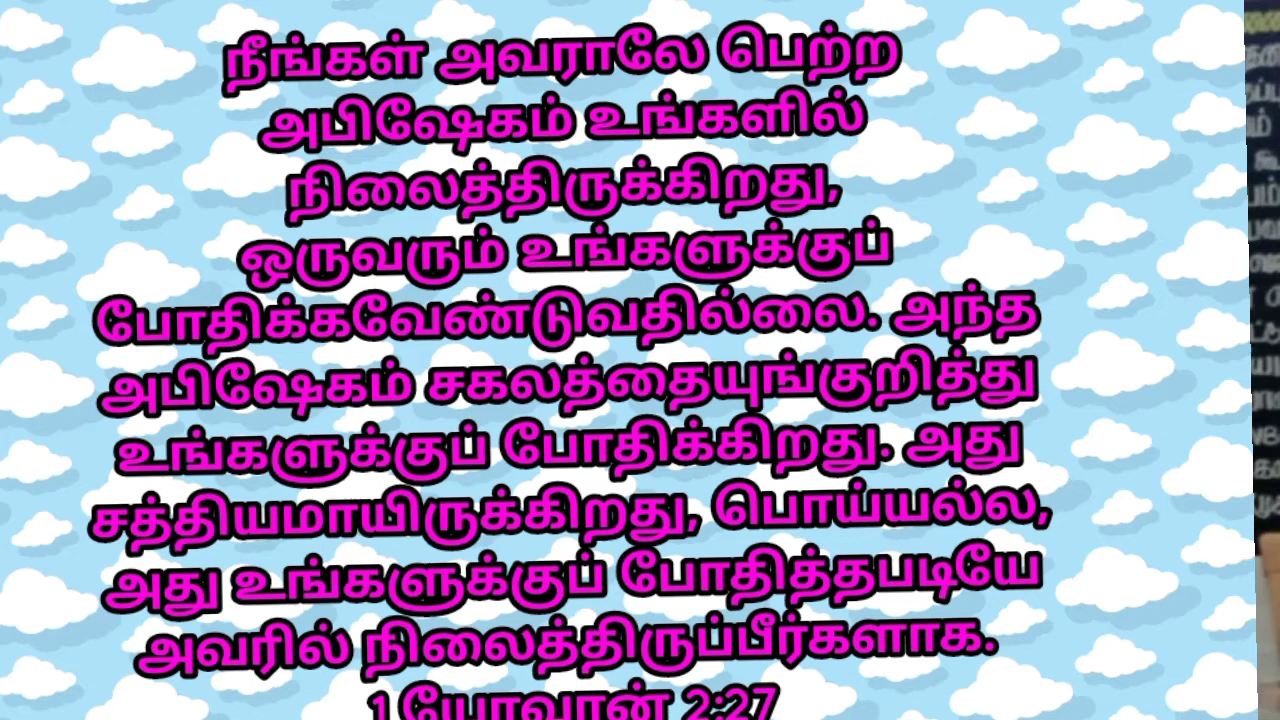 நீங்கள் அவராலே பெற்ற
அபிஷேகம் உங்களில்
நிலைத்திருக்கிறது,
ஒருவரும் உங்களுக்குப்
போதிக்கவேண்டுவதில்லை. அந்த
அபிஷேகம் சகலத்தையுங்குறித்து
உங்களுக்குப் போதிக்கிறது. அது
சத்தியமாயிருக்கிறது, பொய்யல்ல,
அது உங்களுக்குப் போதித்தபடியே
அவரில் நிலைத்திருப்பீர்களாக.
1 யோவான் 2:27